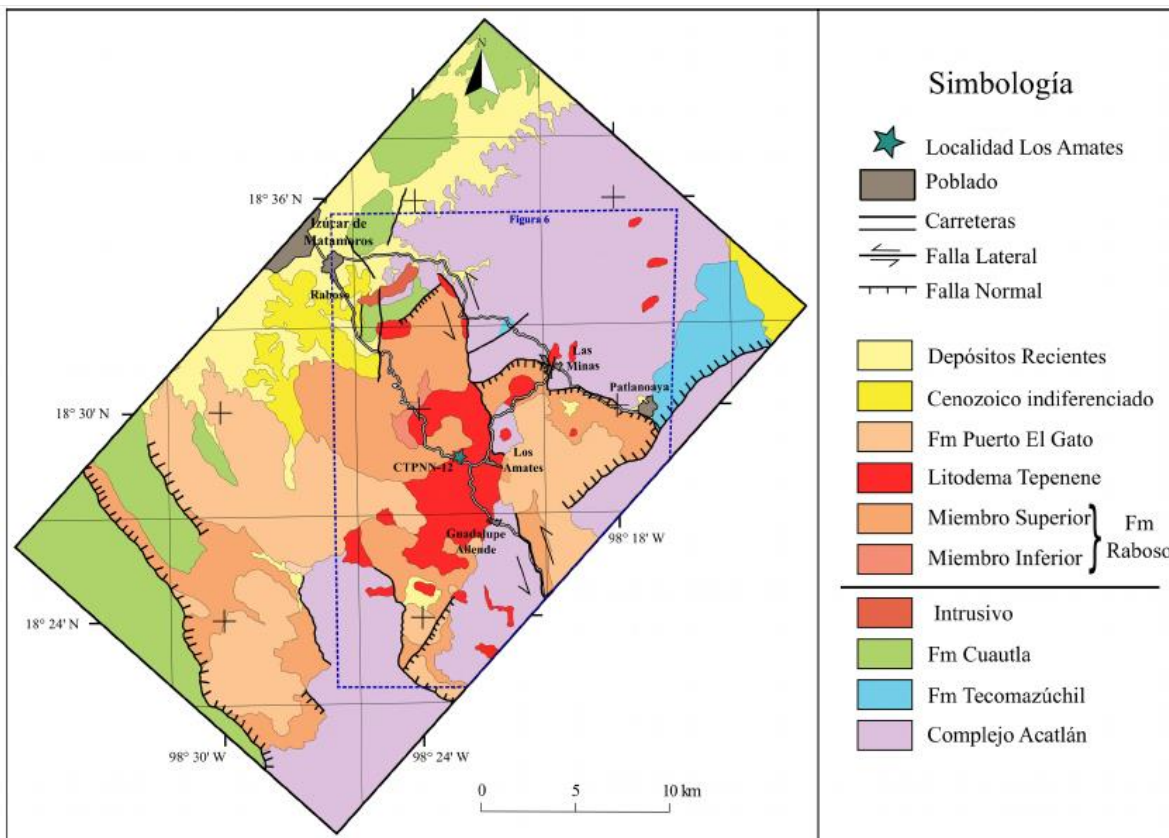 N
18° 36' N
Figura 6
Izúcar de
Matamoros
Raboso
Las
Minas
Patlanoaya
18° 30' N
CTPNN-12
Los
Amates
Guadalupe
Allende
98° 18' W
18° 24' N
98° 30' W
98° 24' W
0 5 10 km
Simbología
Localidad Los Amates
Poblado
Carreteras
Falla Lateral
Falla Normal
Depósitos Recientes
Cenozoico indiferenciado
Fm Puerto El Gato
Litodema Tepenene
Miembro Superior
Miembro Inferior
Fm
Raboso
Intrusivo
Fm Cuautla
Fm Tecomazúchil
Complejo Acatlán